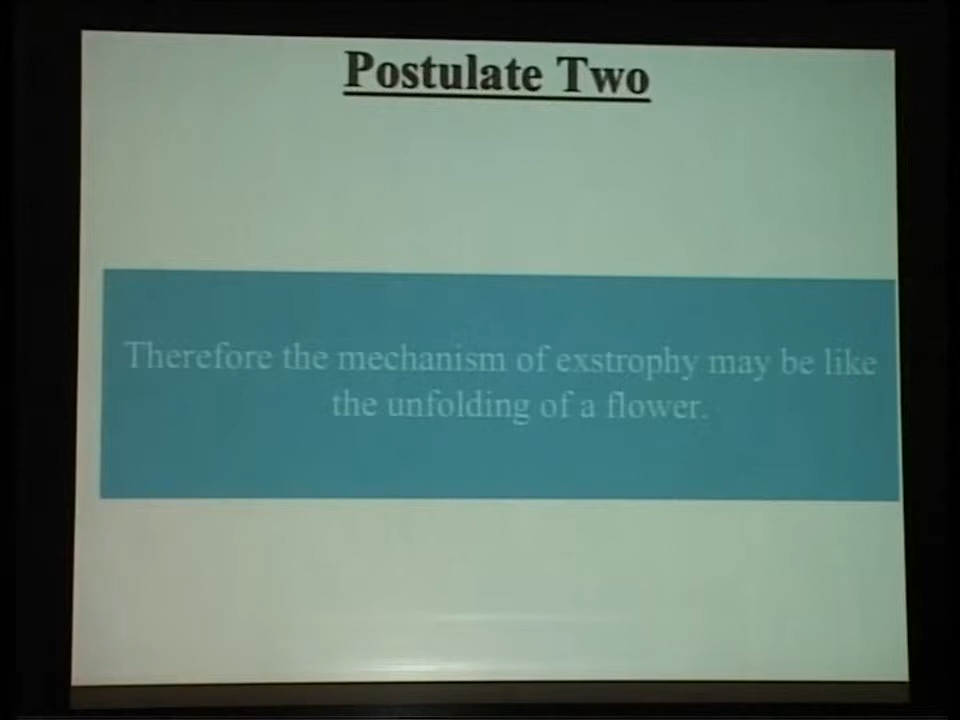 Postulate Two
Therefore the mechanism of exstrophy may be like
the unfolding of a flower.